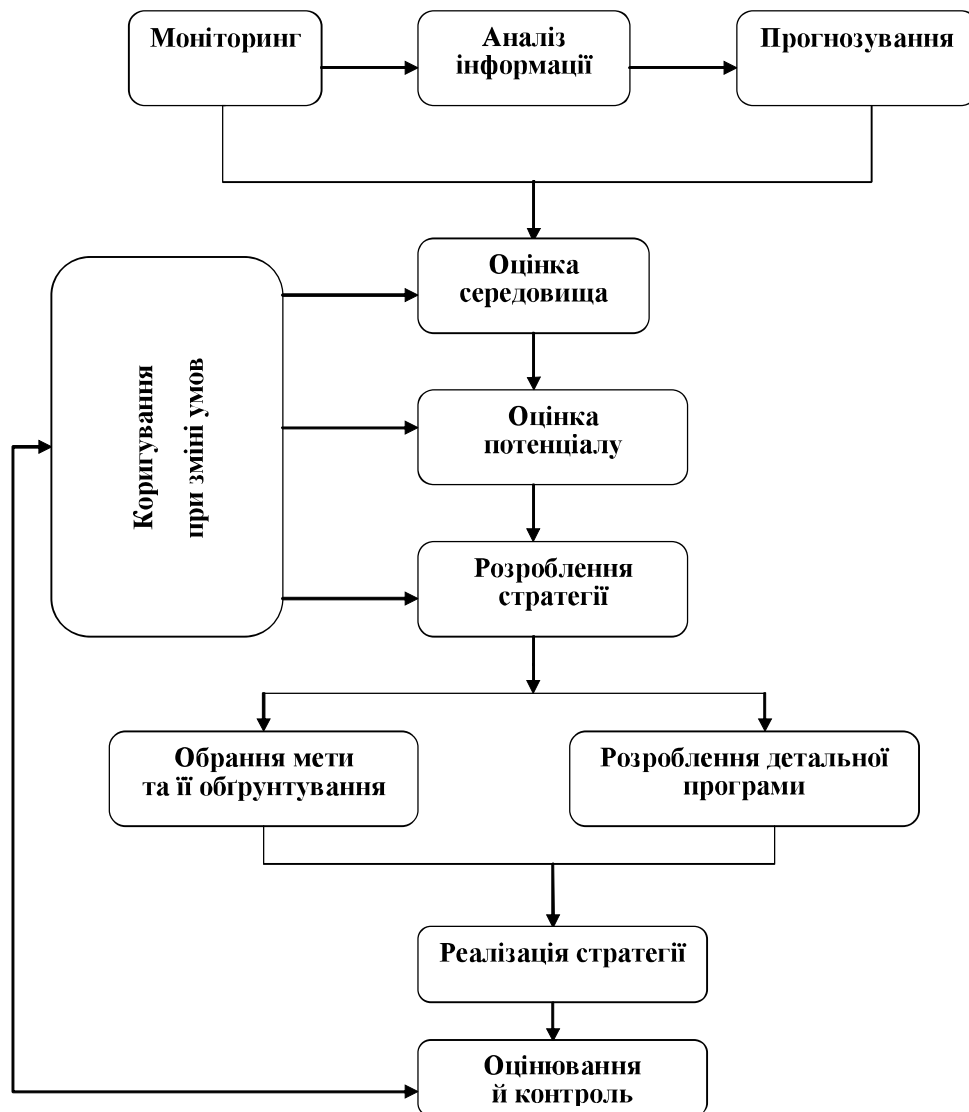 Моніторинг
Аналіз
інформації
Прогнозування
Оцінка
середовища
Коригування
при зміні умов
Оцінка
потенціалу
Розроблення
стратегії
Обрання мети
та її обґрунтування
Розроблення детальної
програми
Реалізація стратегії
Оцінювання
й контроль